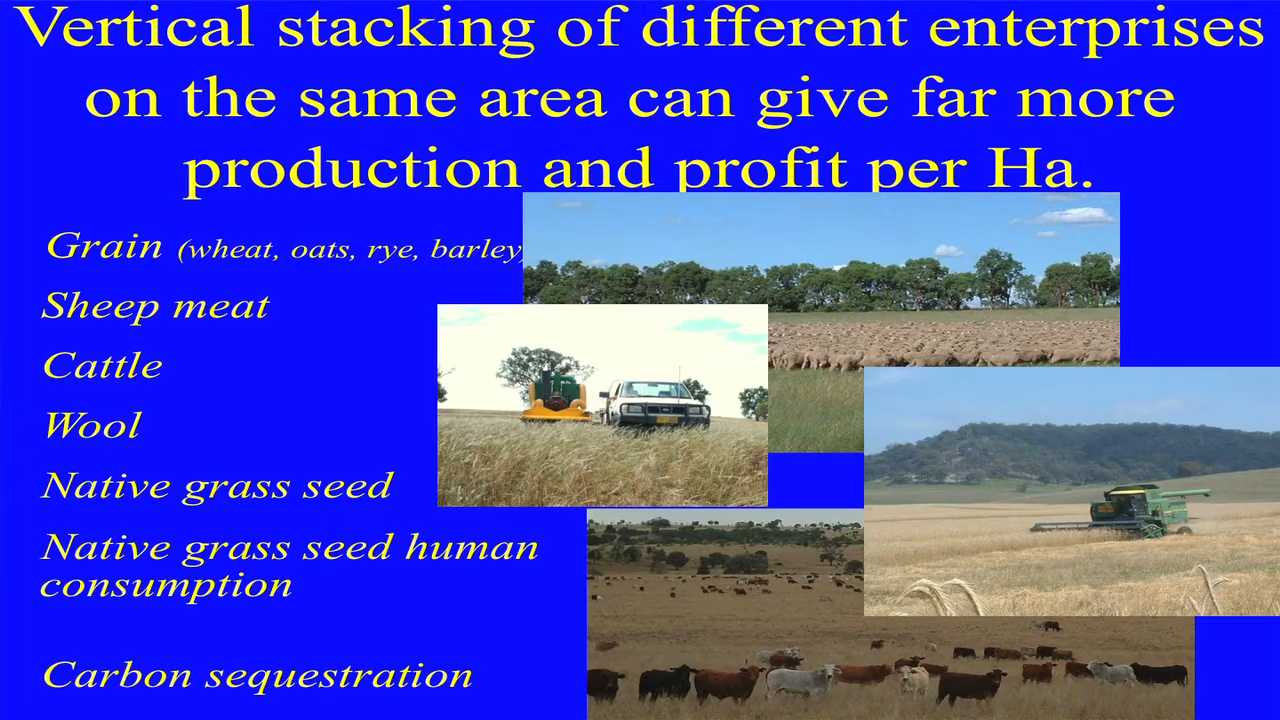 Vertical stacking of different enterprises
on the same area can give far more
production and profit per Ha.
Grain (wheat, oats, rye, barley)
Sheep meat
Cattle
Wool
Native grass seed
Native grass seed human
consumption
Carbon sequestration